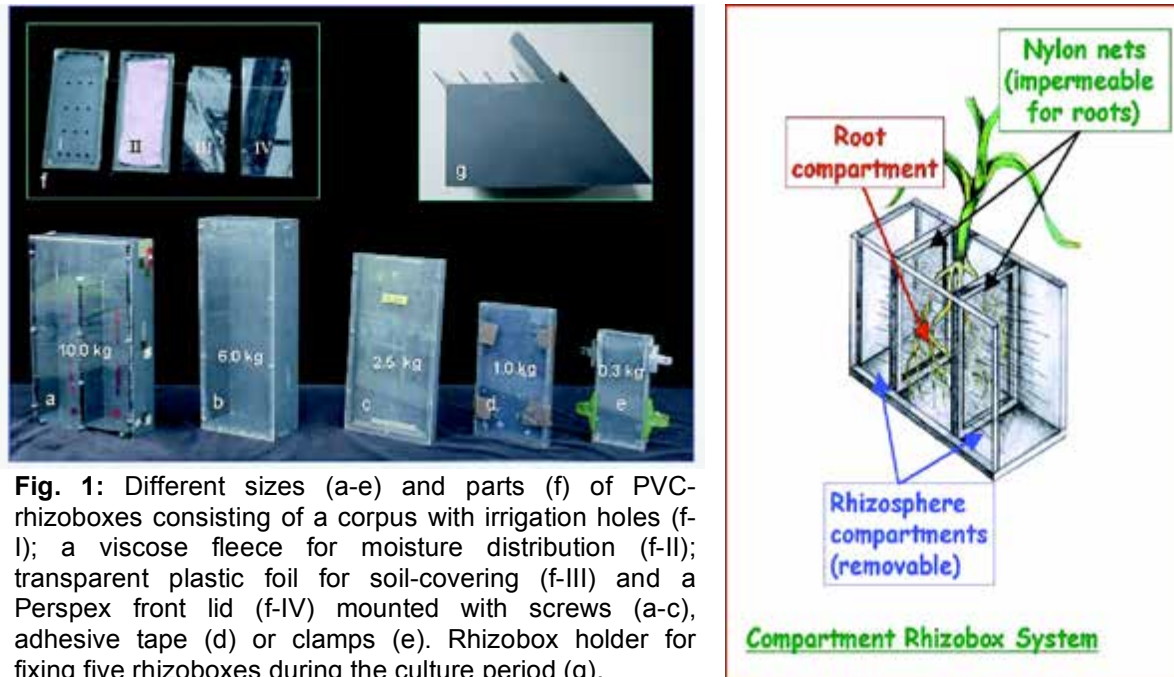 II
III
IV
f
g
10.0 kg
6.0 kg
2.5 kg
1.0 kg
0.3 kg
a
b
c
d
e
Fig. 1: Different sizes (a-e) and parts (f) of PVC-
rhizoboxes consisting of a corpus with irrigation holes (f-
I); a viscose fleece for moisture distribution (f-II);
transparent plastic foil for soil-covering (f-III) and a
Perspex front lid (f-IV) mounted with screws (a-c),
adhesive tape (d) or clamps (e). Rhizobox holder for
fixing five rhizoboxes during the culture period (g).
Nylon nets
(impermeable
for roots)
Root
compartment
Rhizosphere
compartments
(removable)
Compartment Rhizobox System